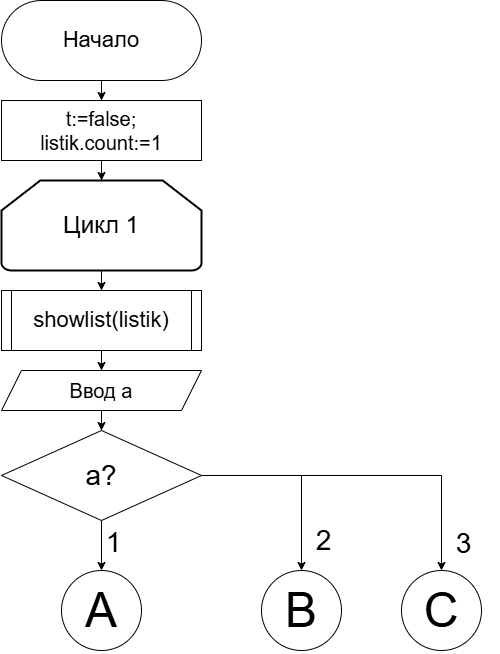 Начало
t:=false;
listik.count:=1
Цикл 1
showlist(listik)
Ввод a
a?
1
2
3
A
B
C